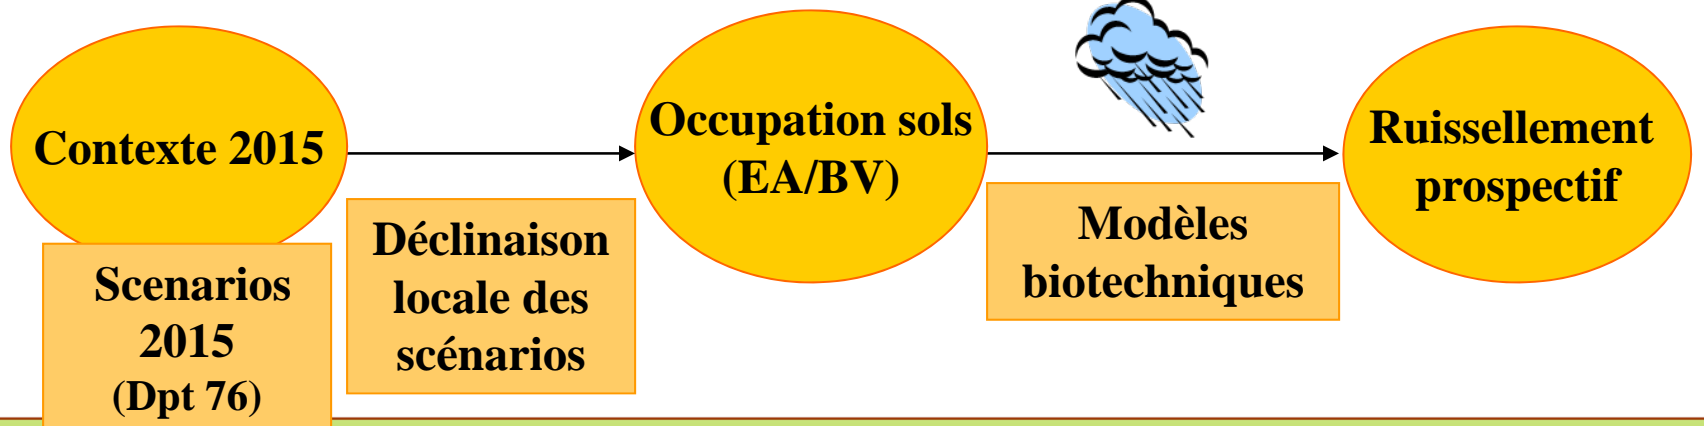 Contexte 2015
Scenarios
2015
(Dpt 76)
Déclinaison
locale des
scénarios
Occupation sols
(EA/BV)
Modèles
biotechniques
Ruissellement
prospectif